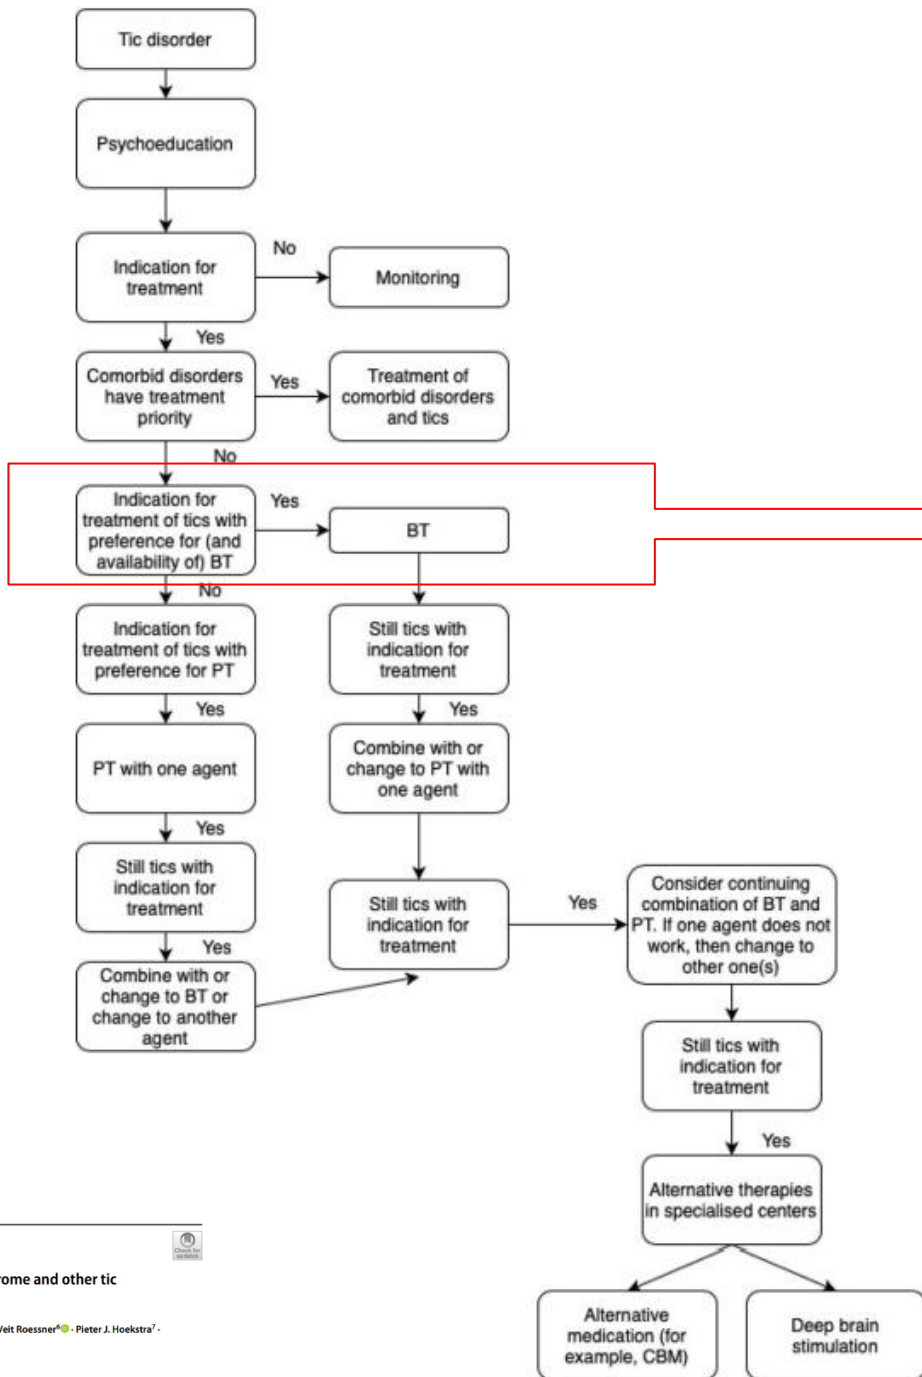 Tic disorder
Psychoeducation
Indication for
treatment
No
Monitoring
Yes
Comorbid disorders
have treatment
priority
Yes
Treatment of
comorbid disorders
and tics
No
Indication for
treatment of tics with
preference for (and
availability of) BT
Yes
BT
No
Indication for
treatment of tics with
preference for PT
Still tics with
indication for
treatment
Yes
Yes
PT with one agent
Combine with or
change to PT with
one agent
Yes
Still tics with
indication for
treatment
Still tics with
indication for
treatment
Yes
Consider continuing
combination of BT and
PT. If one agent does not
work, then change to
other one(s)
Yes
Combine with or
change to BT or
change to another
agent
Still tics with
indication for
treatment
Yes
Alternative therapies
in specialised centers
Alternative
medication (for
example, CBM)
Deep brain
stimulation
Check for
updates
rome and other tic
Veit Roessner6 · Pieter J. Hoekstra7 ·